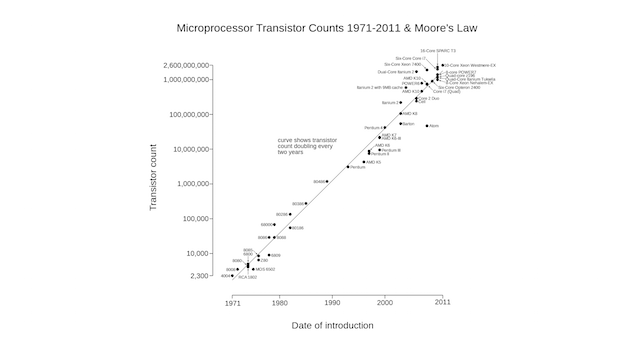 Microprocessor Transistor Counts 1971-2011 & Moore's Law
16-Core SPARC T3
Six-Core Core i7
Six-Core Xeon 7400
10-Core Xeon Westmere-EX
Dual-Core Itanium 2
8-core POWER7
Quad-core z196
AMD K10
Quad-Core Itanium Tukwila
POWER6
8-Core Xeon Nehalem-EX
Itanium 2 with 9MB cache
Six-Core Opteron 2400
AMD K10
Core i7 (Quad)
Core 2 Duo
Itanium 2
Cell
AMD K8
Pentium 4
Barton
Atom
AMD K7
AMD K6-III
AMD K6
Pentium III
Pentium II
AMD K5
Pentium
80486
80386
80286
68000
80186
8086
8088
8085
6800
6809
8080
Z80
8008
MOS 6502
4004
RCA 1802
curve shows transistor
count doubling every
two years
Transistor count
2,600,000,000
1,000,000,000
100,000,000
10,000,000
1,000,000
100,000
10,000
2,300
1971
1980
1990
2000
2011
Date of introduction